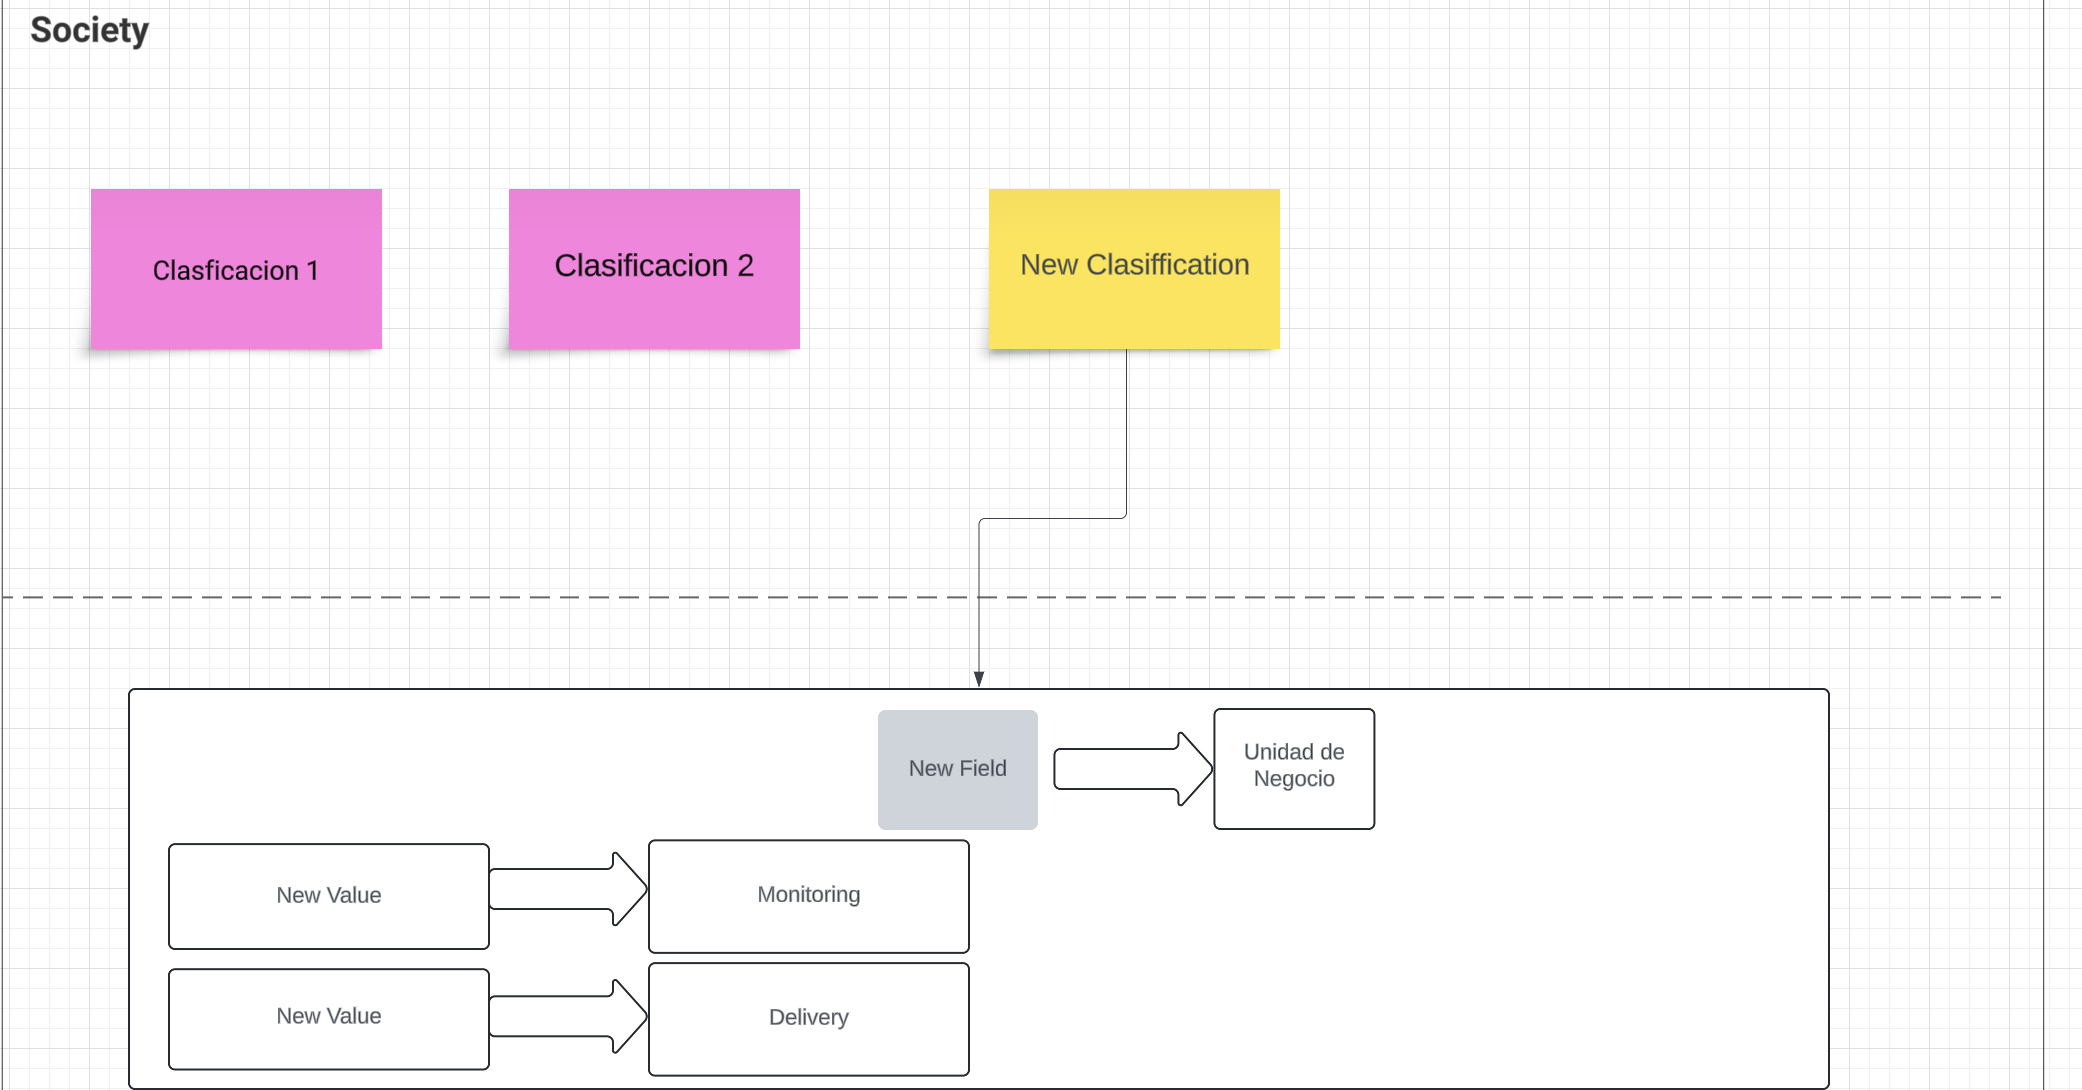 Society
Clasficacion 1
Clasificacion 2
New Clasiffication
New Field
Unidad de
Negocio
New Value
Monitoring
New Value
Delivery